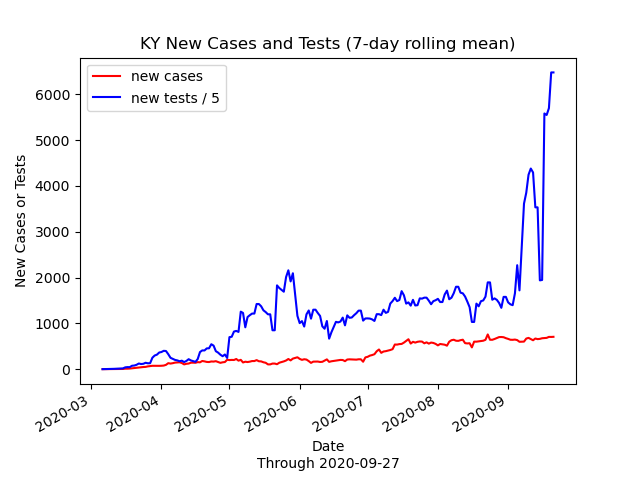 KY New Cases and Tests (7-day rolling mean)
new cases
new tests / 5
New Cases or Tests
6000
5000
4000
3000
2000
1000
0
2020-03
2020-04
2020-05
2020-06
2020-07
2020-08
2020-09
Date
Through 2020-09-27